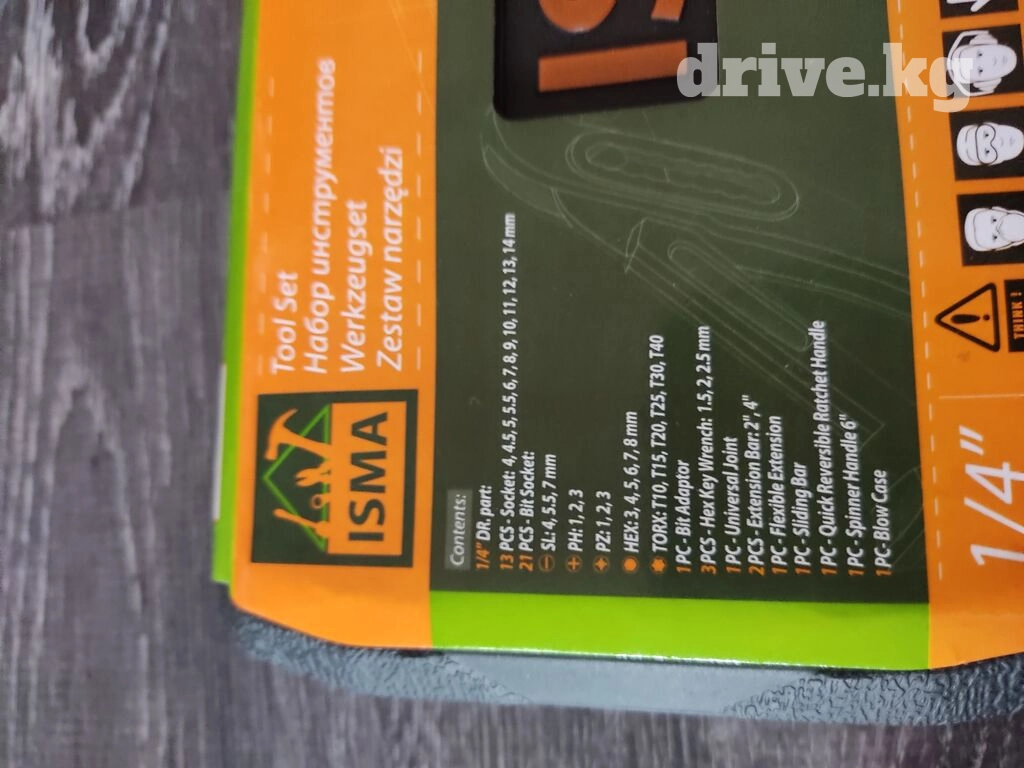 drive.kg
ISMA
Tool Set
Набор инструментов
Werkzeugset
Zestaw narzędzi
Contents:
1/4" DR. part:
13 PCS - Socket: 4, 4.5, 5, 5.5, 6, 7, 8, 9, 10, 11, 12, 13, 14 mm
21 PCS - Bit Socket:
SL: 4, 5.5, 7 mm
PH: 1, 2, 3
PZ: 1, 2, 3
HEX: 3, 4, 5, 6, 7, 8 mm
TORX: T10, T15, T20, T25, T30, T40
1 PC - Bit Adaptor
3PCS - Hex Key Wrench: 1.5, 2, 2.5 mm
1 PC - Universal Joint
2PCS - Extension Bar: 2", 4"
1 PC - Flexible Extension
1 PC - Sliding Bar
1 PC - Quick Reversible Ratchet Handle
1 PC - Spinner Handle 6"
1 PC- Blow Case
1/4"
THINK!